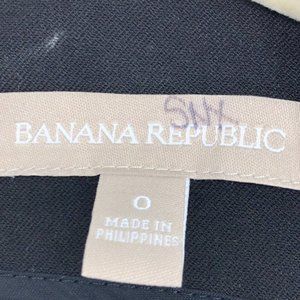 SNX
BANANA REPUBLIC
0
MADE IN
PHILIPPINES